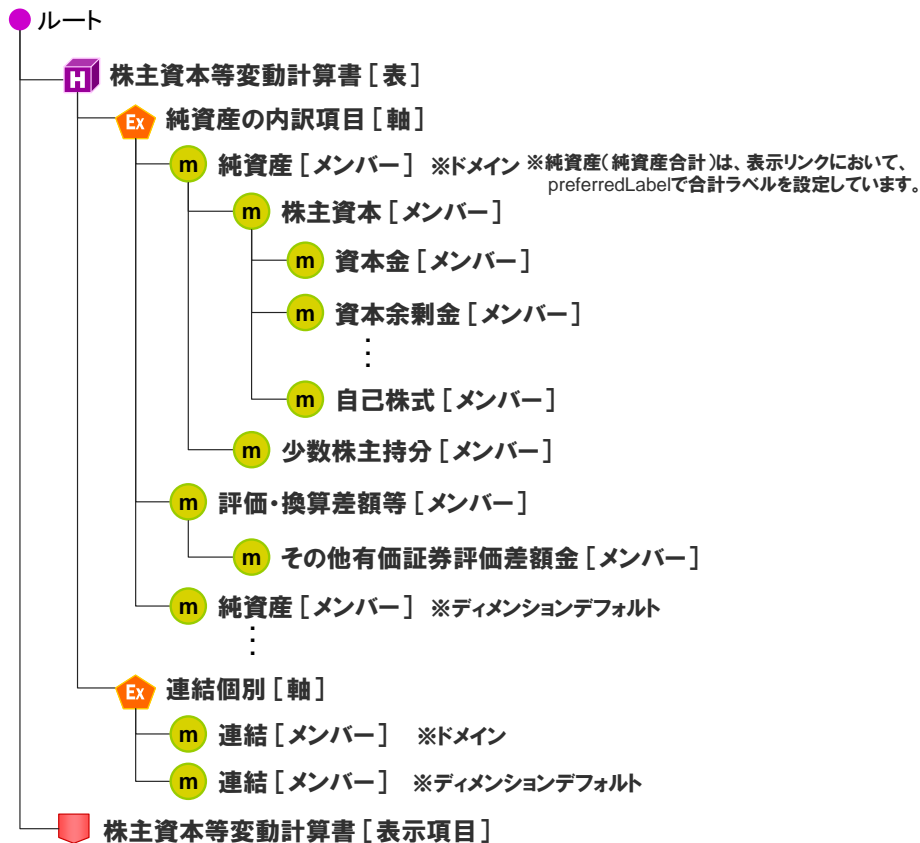 ルート
H 株主資本等変動計算書［表］
Ex 純資産の内訳項目［軸］
m 純資産［メンバー］ ※ドメイン ※純資産（純資産合計）は、表示リンクにおいて、
preferredLabelで合計ラベルを設定しています。
m 株主資本［メンバー］
m 資本金［メンバー］
m 資本余剰金［メンバー］
⋮
m 自己株式［メンバー］
m 少数株主持分［メンバー］
m 評価・換算差額等［メンバー］
m その他有価証券評価差額金［メンバー］
m 純資産［メンバー］ ※ディメンションデフォルト
⋮
Ex 連結個別［軸］
m 連結［メンバー］ ※ドメイン
m 連結［メンバー］ ※ディメンションデフォルト
株主資本等変動計算書［表示項目］